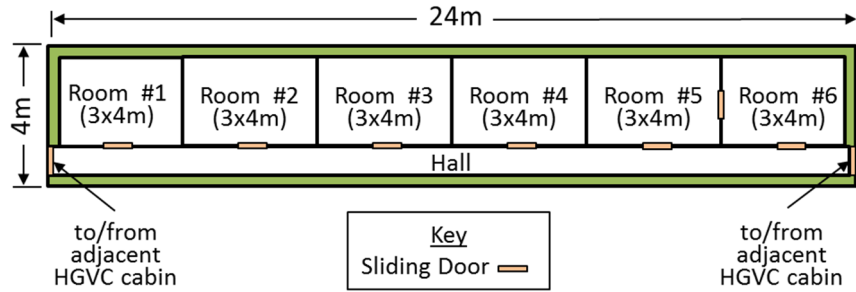 24m
4m
Room #1
(3x4m)
Room #2
(3x4m)
Room #3
(3x4m)
Room #4
(3x4m)
Room #5
(3x4m)
Room #6
(3x4m)
Hall
to/from
adjacent
HGVC cabin
Key
Sliding Door
to/from
adjacent
HGVC cabin